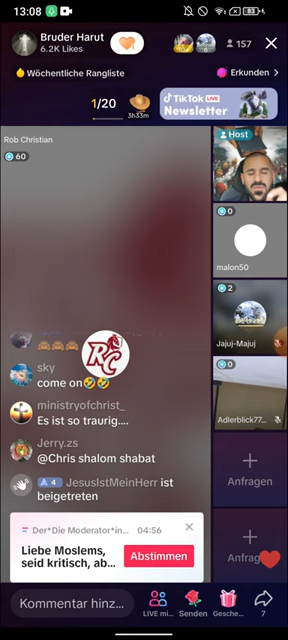 13:08
83
Bruder Harut
6.2K Likes
157
Wöchentliche Rangliste
Erkunden >
1/20
3h33m
TikTok LIVE
Newsletter
Rob Christian
60
Host
0
malon50
2
Jajuj-Majuj
0
Adlerblick77...
RC
sky
come on🤣🤣
ministryofchrist_
Es ist so traurig....
Jerry.zs
@Chris shalom shabat
4 JesusIstMeinHerr ist
beigetreten
Anfragen
Anfrag
Der*Die Moderator*in... 04:56
Liebe Moslems,
seid kritisch, ab...
Abstimmen
Kommentar hinz...
LIVE mi...
Senden
Gesche...
7